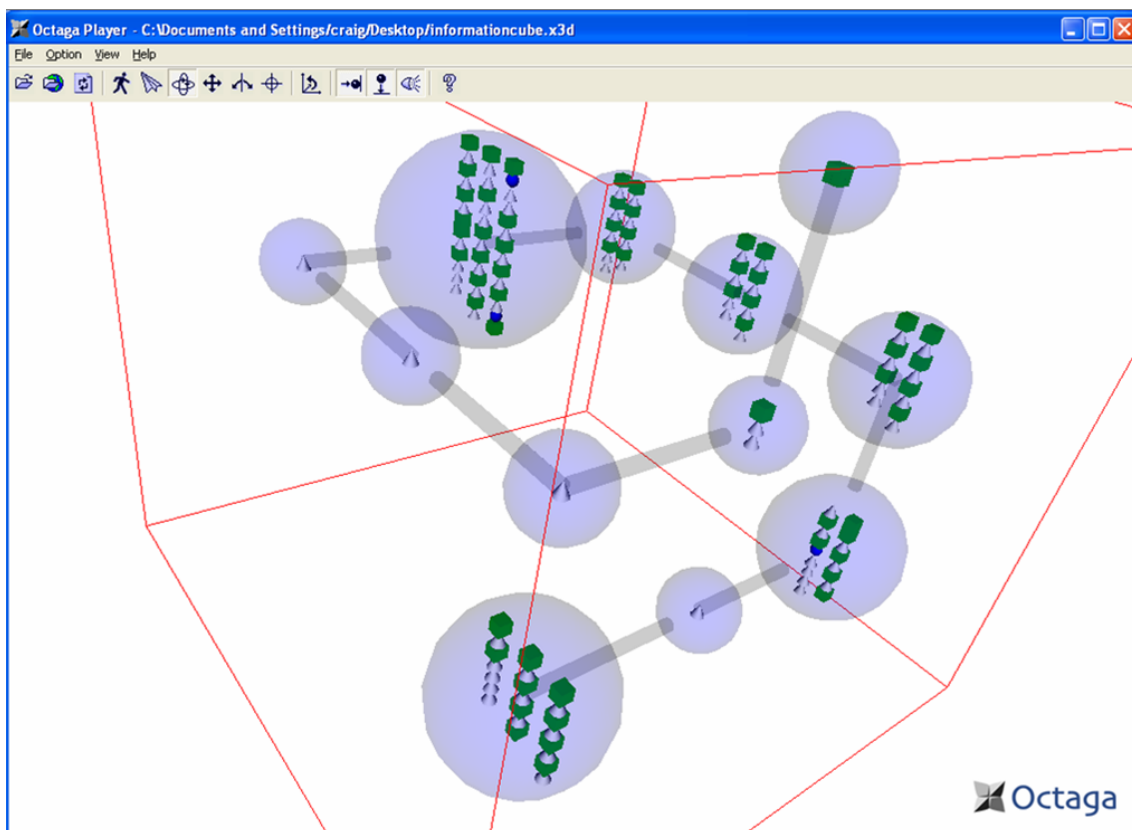 Octaga Player - C:\Documents and Settings/craig/Desktop/informationcube.x3d
File Option View Help
Octaga